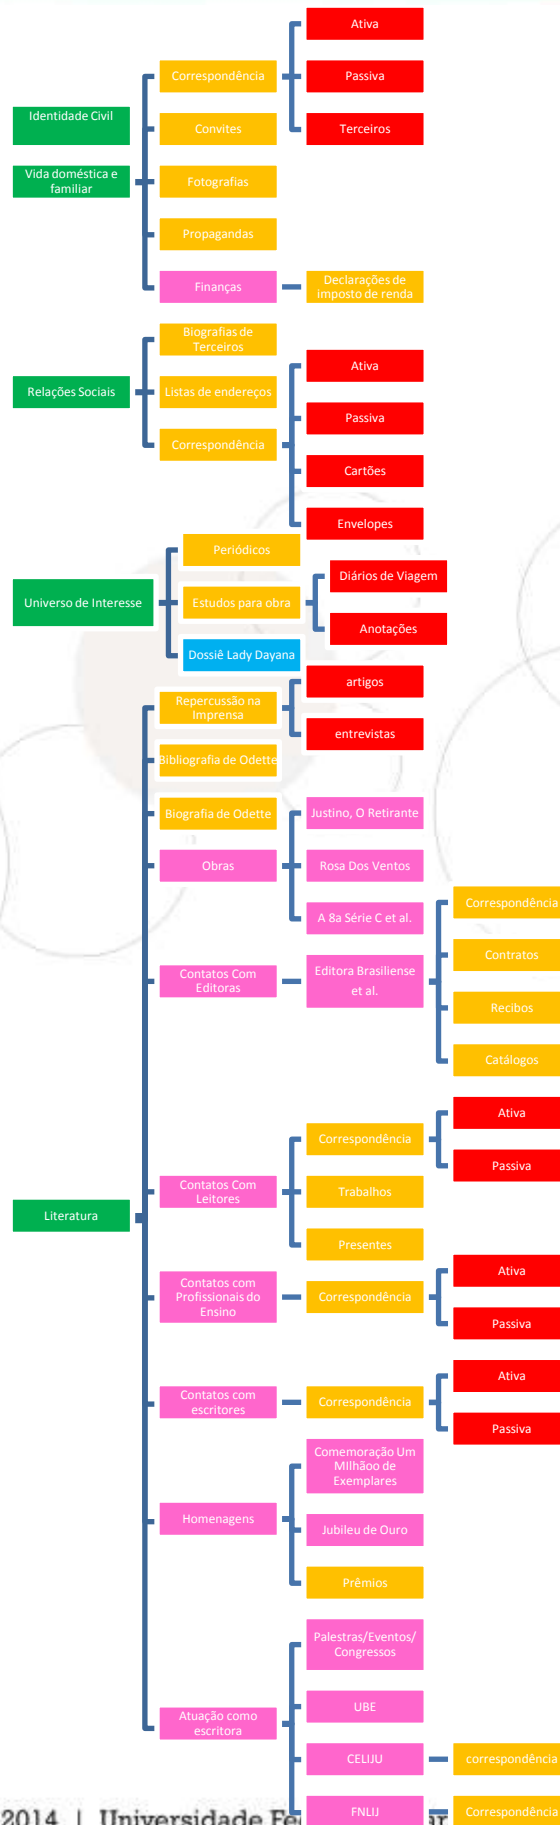 Ativa
Correspondência
Passiva
Identidade Civil
Convites
Terceiros
Vida doméstica e
familiar
Fotografias
Propagandas
Finanças
Declarações de
imposto de renda
Biografias de
Terceiros
Relações Sociais
Listas de endereços
Ativa
Correspondência
Passiva
Cartões
Envelopes
Periódicos
Universo de Interesse
Estudos para obra
Diários de Viagem
Anotações
Dossiê Lady Dayana
Repercussão na
Imprensa
artigos
entrevistas
Bibliografia de Odette
Biografia de Odette
Obras
Justino, O Retirante
Rosa Dos Ventos
A 8a Série C et al.
Contatos Com
Editoras
Editora Brasiliense
et al.
Correspondência
Contratos
Recibos
Catálogos
Literatura
Contatos Com
Leitores
Correspondência
Ativa
Passiva
Trabalhos
Presentes
Contatos com
Profissionais do
Ensino
Correspondência
Ativa
Passiva
Contatos com
escritores
Correspondência
Ativa
Passiva
Homenagens
Comemoração Um
Milhãoo de
Exemplares
Jubileu de Ouro
Prêmios
Atuação como
escritora
Palestras/Eventos/
Congressos
UBE
CELIJU
correspondência
FNLIJ
Correspondência
2014 | Universidade Fe